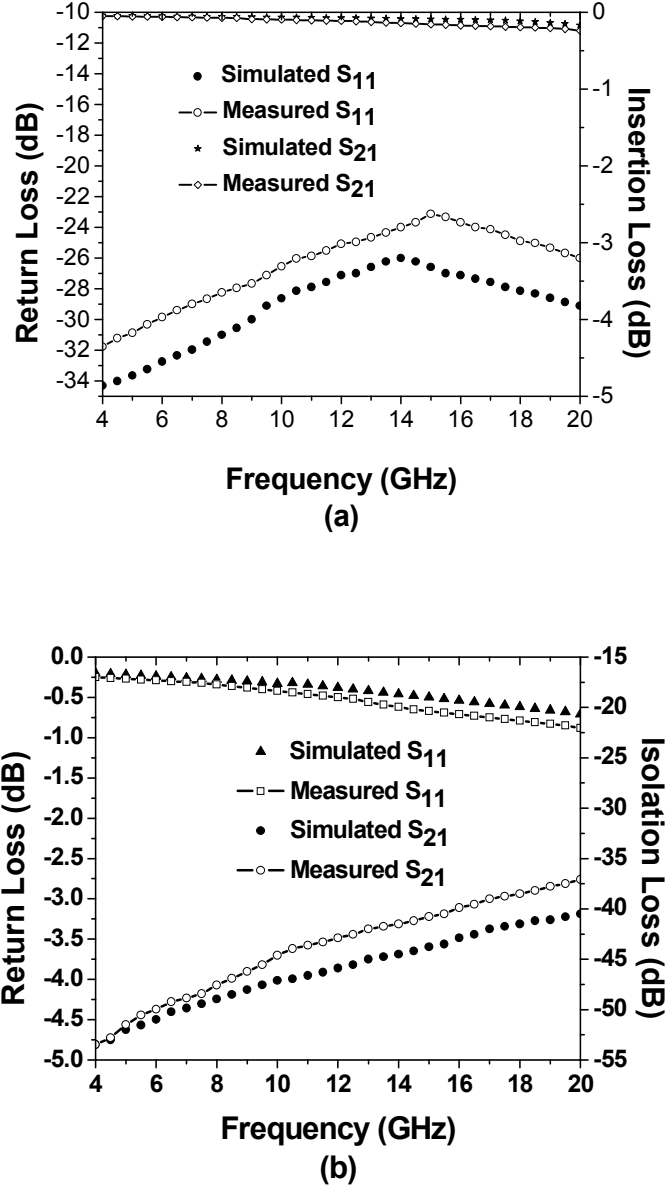 -10
-12
-14
-16
-18
-20
-22
-24
-26
-28
-30
-32
-34
Return Loss (dB)
Simulated S11
Measured S11
Simulated S21
Measured S21
0
-1
-2
-3
-4
-5
Insertion Loss
(dB)
4 6 8 10 12 14 16 18 20
Frequency (GHz)
(a)
0.0
-0.5
-1.0
-1.5
-2.0
-2.5
-3.0
-3.5
-4.0
-4.5
-5.0
Return Loss (dB)
Simulated S11
Measured S11
Simulated S21
Measured S21
-15
-20
-25
-30
-35
-40
-45
-50
-55
Isolation Loss
(dB)
4 6 8 10 12 14 16 18 20
Frequency (GHz)
(b)